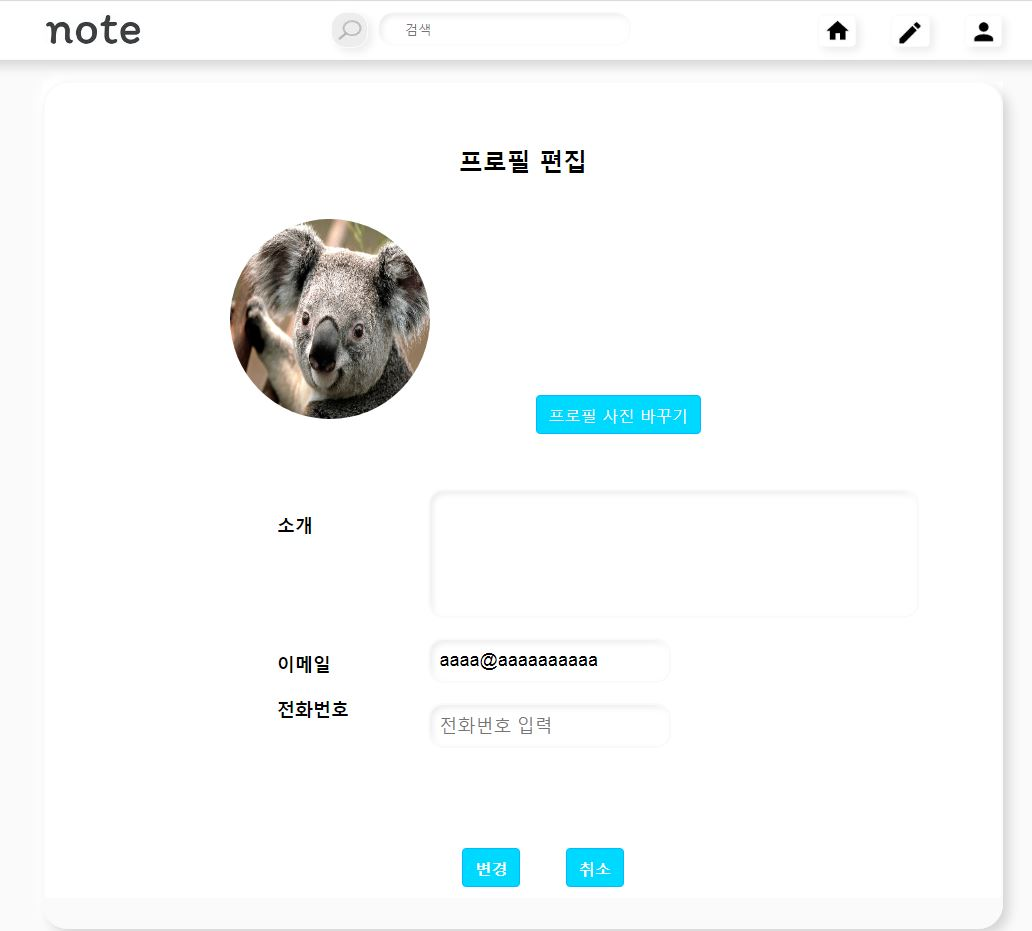 note
검색
프로필 편집
프로필 사진 바꾸기
소개
이메일
aaaa@aaaaaaaaaa
전화번호
전화번호 입력
변경
취소